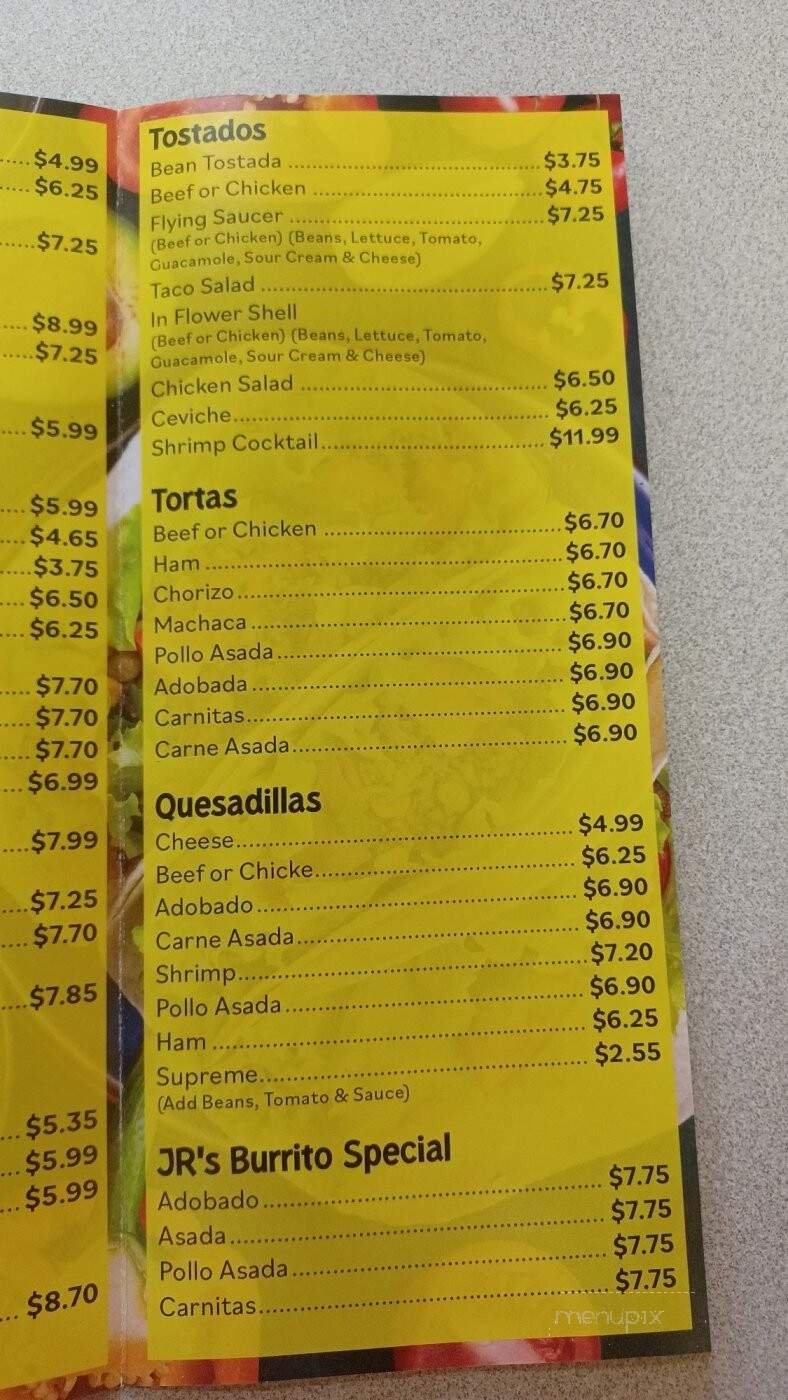 $4.99
$6.25
$7.25
$8.99
$7.25
$5.99
$5.99
$4.65
$3.75
$6.50
$6.25
$7.70
$7.70
$7.70
$6.99
$7.99
$7.25
$7.70
$7.85
$5.35
$5.99
$5.99
$8.70
Tostados
Bean Tostada ........ $3.75
Beef or Chicken ........ $4.75
Flying Saucer ........ $7.25
(Beef or Chicken) (Beans, Lettuce, Tomato,
Guacamole, Sour Cream & Cheese)
Taco Salad ........ $7.25
In Flower Shell
(Beef or Chicken) (Beans, Lettuce, Tomato,
Guacamole, Sour Cream & Cheese)
Chicken Salad ........ $6.50
Ceviche ........ $6.25
Shrimp Cocktail ........ $11.99
Tortas
Beef or Chicken ........ $6.70
Ham ........ $6.70
Chorizo ........ $6.70
Machaca ........ $6.70
Pollo Asada ........ $6.90
Adobada ........ $6.90
Carnitas ........ $6.90
Carne Asada ........ $6.90
Quesadillas
Cheese ........ $4.99
Beef or Chicke ........ $6.25
Adobado ........ $6.90
Carne Asada ........ $6.90
Shrimp ........ $7.20
Pollo Asada ........ $6.90
Ham ........ $6.25
Supreme ........ $2.55
(Add Beans, Tomato & Sauce)
JR's Burrito Special
Adobado ........ $7.75
Asada ........ $7.75
Pollo Asada ........ $7.75
Carnitas ........ $7.75
menupix